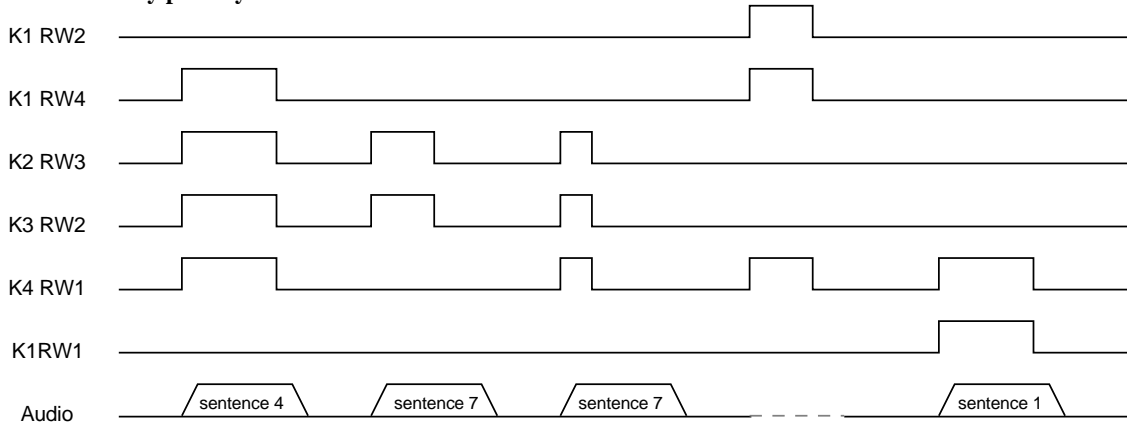 K1 RW2
K1 RW4
K2 RW3
K3 RW2
K4 RW1
K1RW1
Audio sentence 4 sentence 7 sentence 7 sentence 1